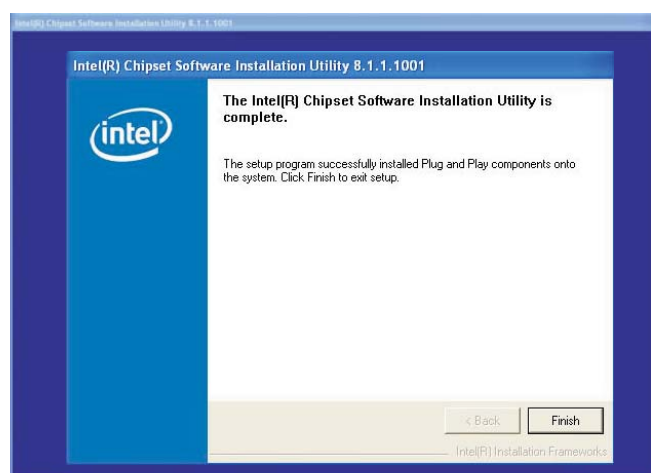 Intel(R) Chipset Software Installation Utility 8.1.1.1001
Intel(R) Chipset Software Installation Utility 8.1.1.1001
The Intel(R) Chipset Software Installation Utility is
complete.
intel
The setup program successfully installed Plug and Play components onto
the system. Click Finish to exit setup.
< Back
Finish
Intel(R) Installation Frameworks